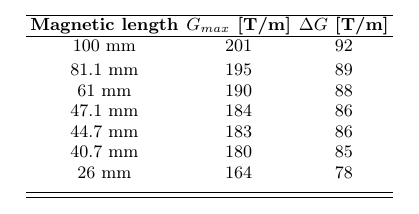 Magnetic length G_max [T/m] ΔG [T/m]
100 mm 201 92
81.1 mm 195 89
61 mm 190 88
47.1 mm 184 86
44.7 mm 183 86
40.7 mm 180 85
26 mm 164 78